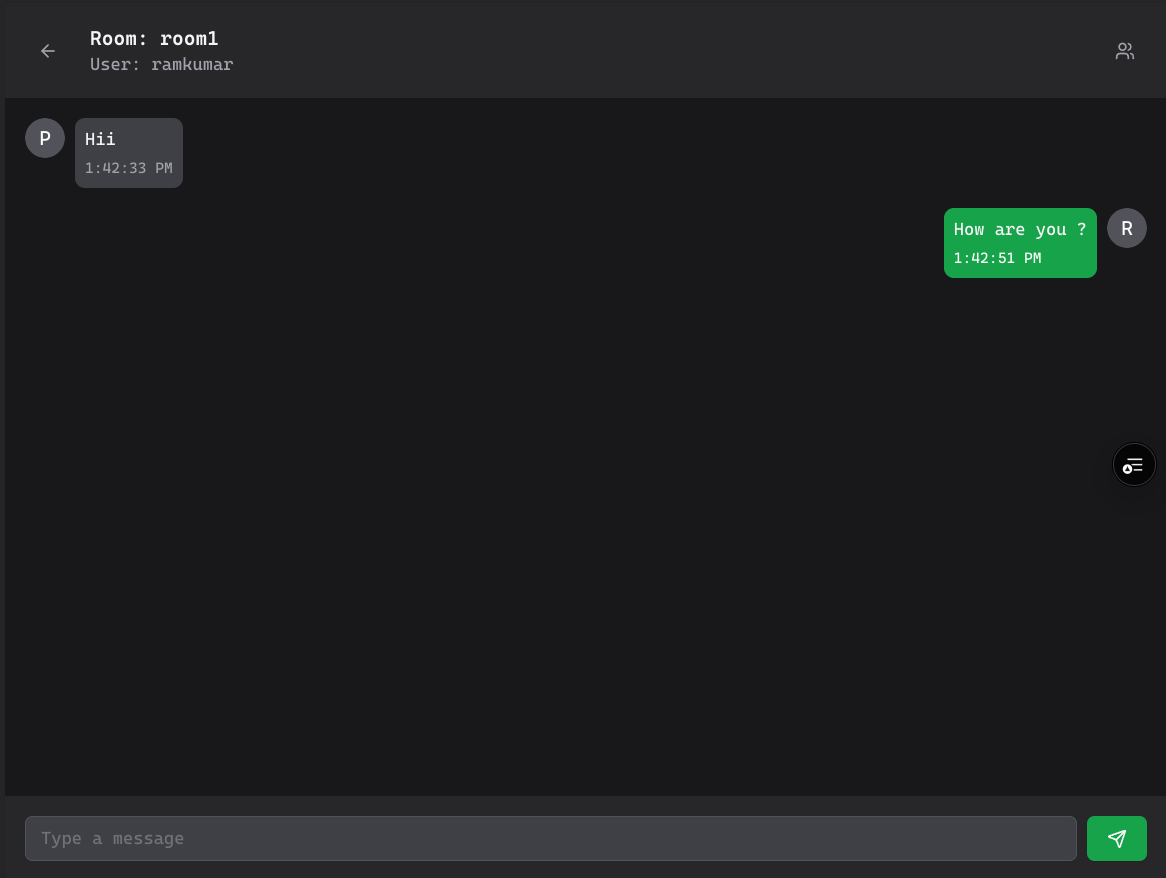 Room: room1
User: ramkumar
P
Hii
1:42:33 PM
How are you ?
R
1:42:51 PM
Type a message